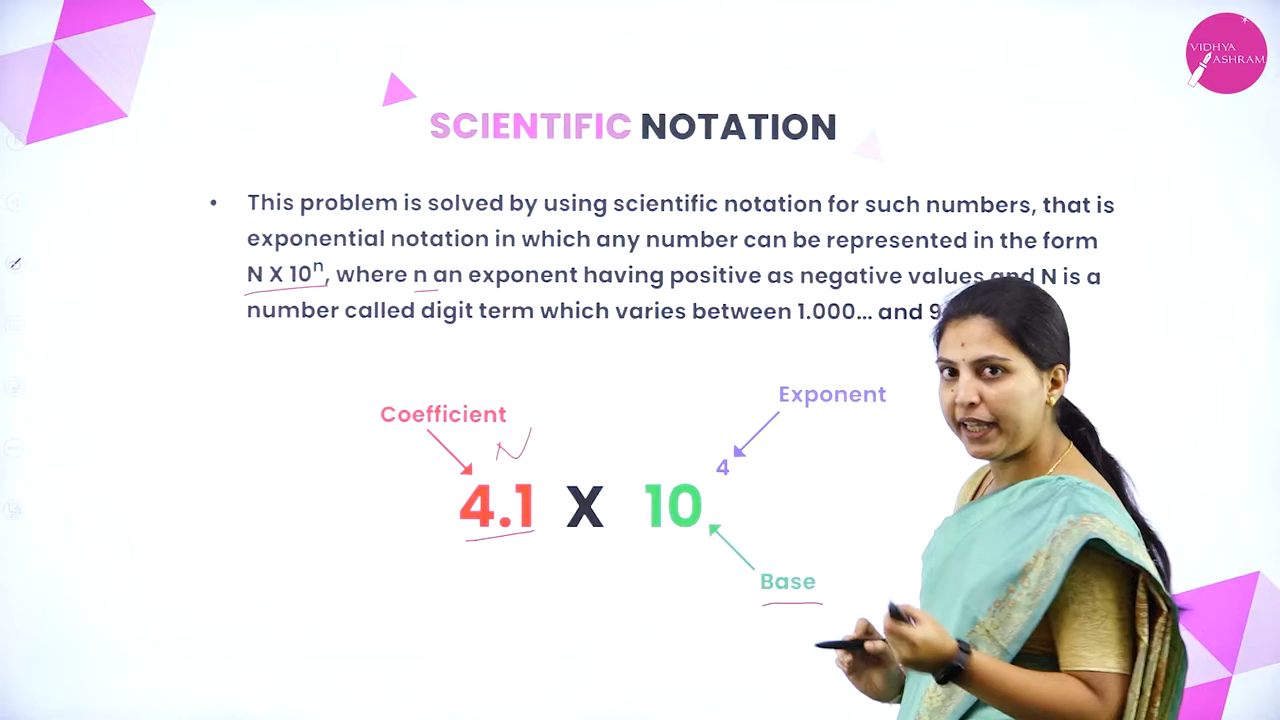 VIDHYA
ASHRAM
SCIENTIFIC NOTATION
• This problem is solved by using scientific notation for such numbers, that is
exponential notation in which any number can be represented in the form
N X 10ⁿ, where n an exponent having positive as negative values and N is a
number called digit term which varies between 1.000... and 9
Exponent
Coefficient
N
4
4.1 X 10
Base